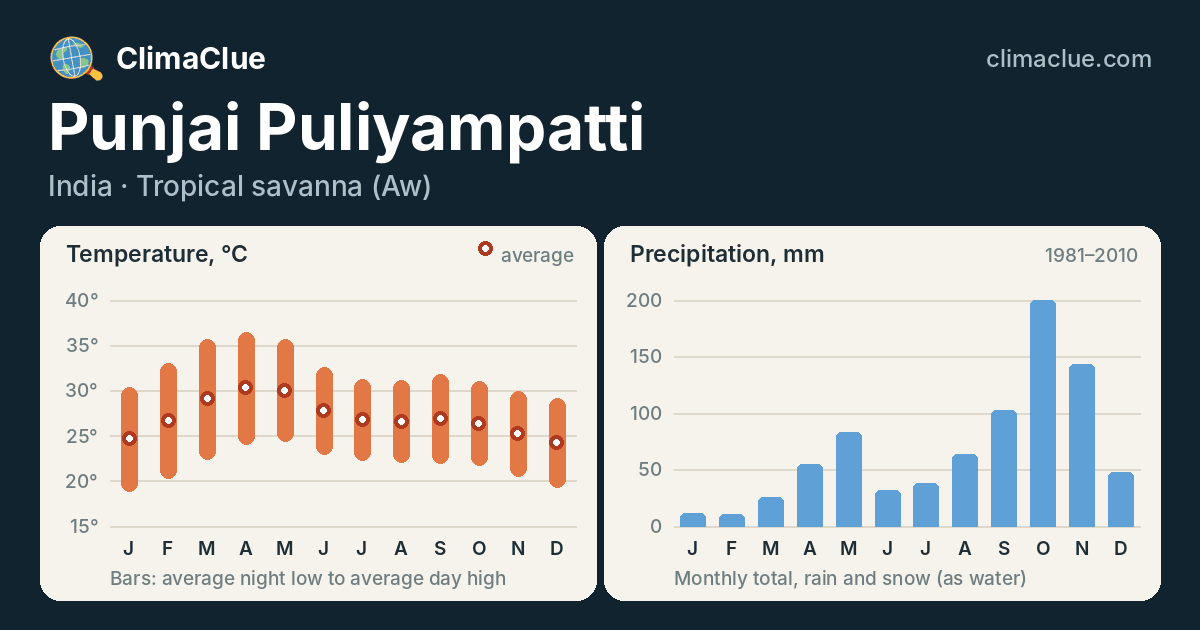 ClimaClue
climaclue.com
Punjai Puliyampatti
India · Tropical savanna (Aw)
Temperature, °C
average
40°
35°
30°
25°
20°
15°
J F M A M J J A S O N D
Bars: average night low to average day high
Precipitation, mm
1981–2010
200
150
100
50
0
J F M A M J J A S O N D
Monthly total, rain and snow (as water)